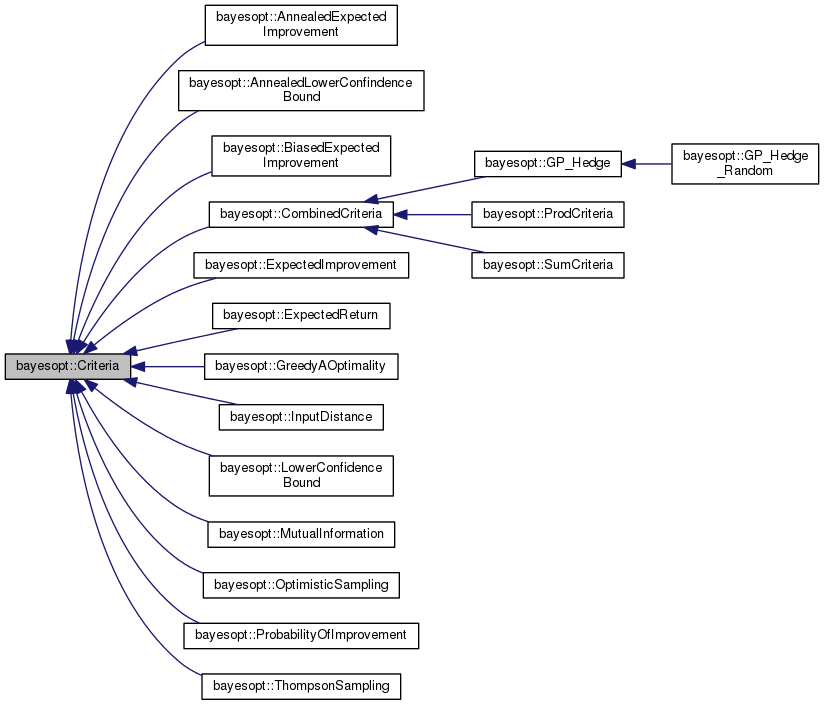 bayesopt::AnnealedExpected
Improvement
bayesopt::AnnealedLowerConfindence
Bound
bayesopt::BiasedExpected
Improvement
bayesopt::GP_Hedge
bayesopt::GP_Hedge
_Random
bayesopt::CombinedCriteria
bayesopt::ProdCriteria
bayesopt::ExpectedImprovement
bayesopt::SumCriteria
bayesopt::ExpectedReturn
bayesopt::Criteria
bayesopt::GreedyAOptimality
bayesopt::InputDistance
bayesopt::LowerConfidence
Bound
bayesopt::MutualInformation
bayesopt::OptimisticSampling
bayesopt::ProbabilityOfImprovement
bayesopt::ThompsonSampling